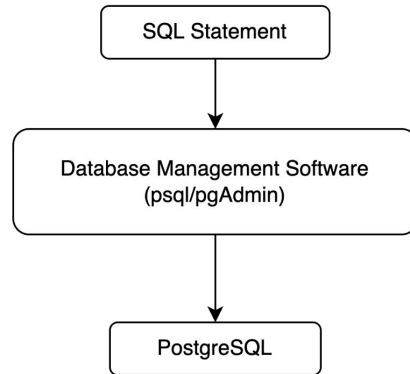 SQL Statement
Database Management Software
(psql/pgAdmin)
PostgreSQL